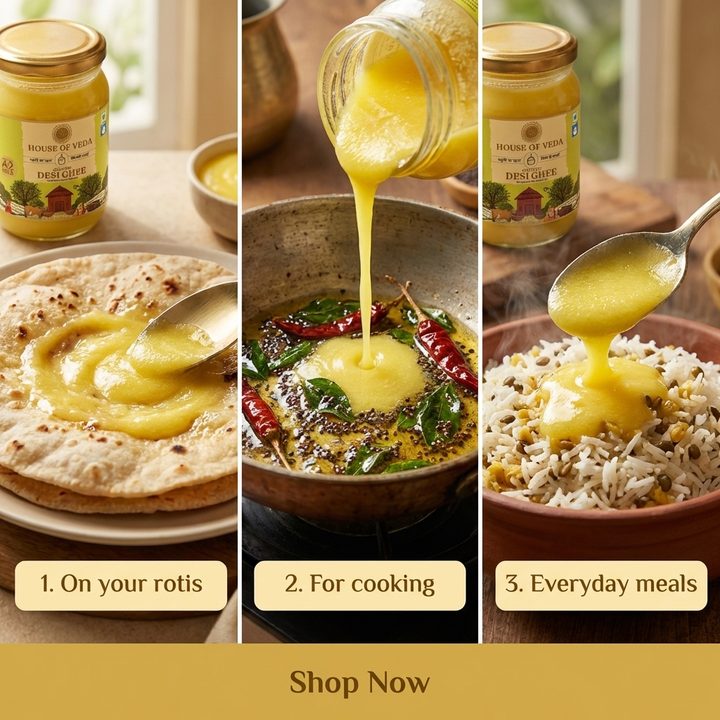 HOUSE OF VEDA
DESI GHEE
A2
HOUSE OF VEDA
DESI GHEE
1. On your rotis
2. For cooking
3. Everyday meals
Shop Now